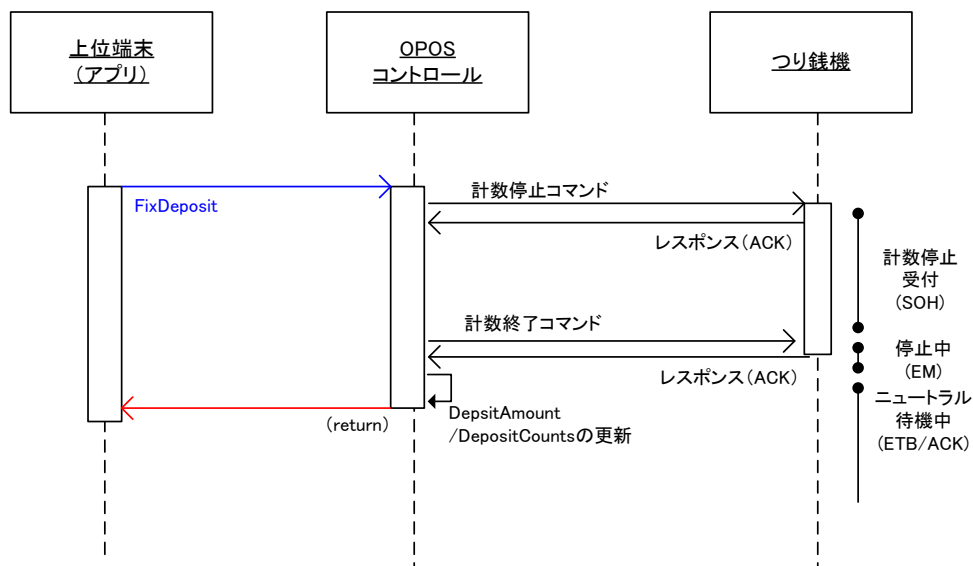 上位端末
(アプリ)
OPOS
コントロール
つり銭機
FixDeposit
計数停止コマンド
レスポンス(ACK)
計数停止
受付
(SOH)
計数終了コマンド
停止中
(EM)
レスポンス(ACK)
ニュートラル
待機中
(ETB/ACK)
DepsitAmount
/DepositCountsの更新
(return)